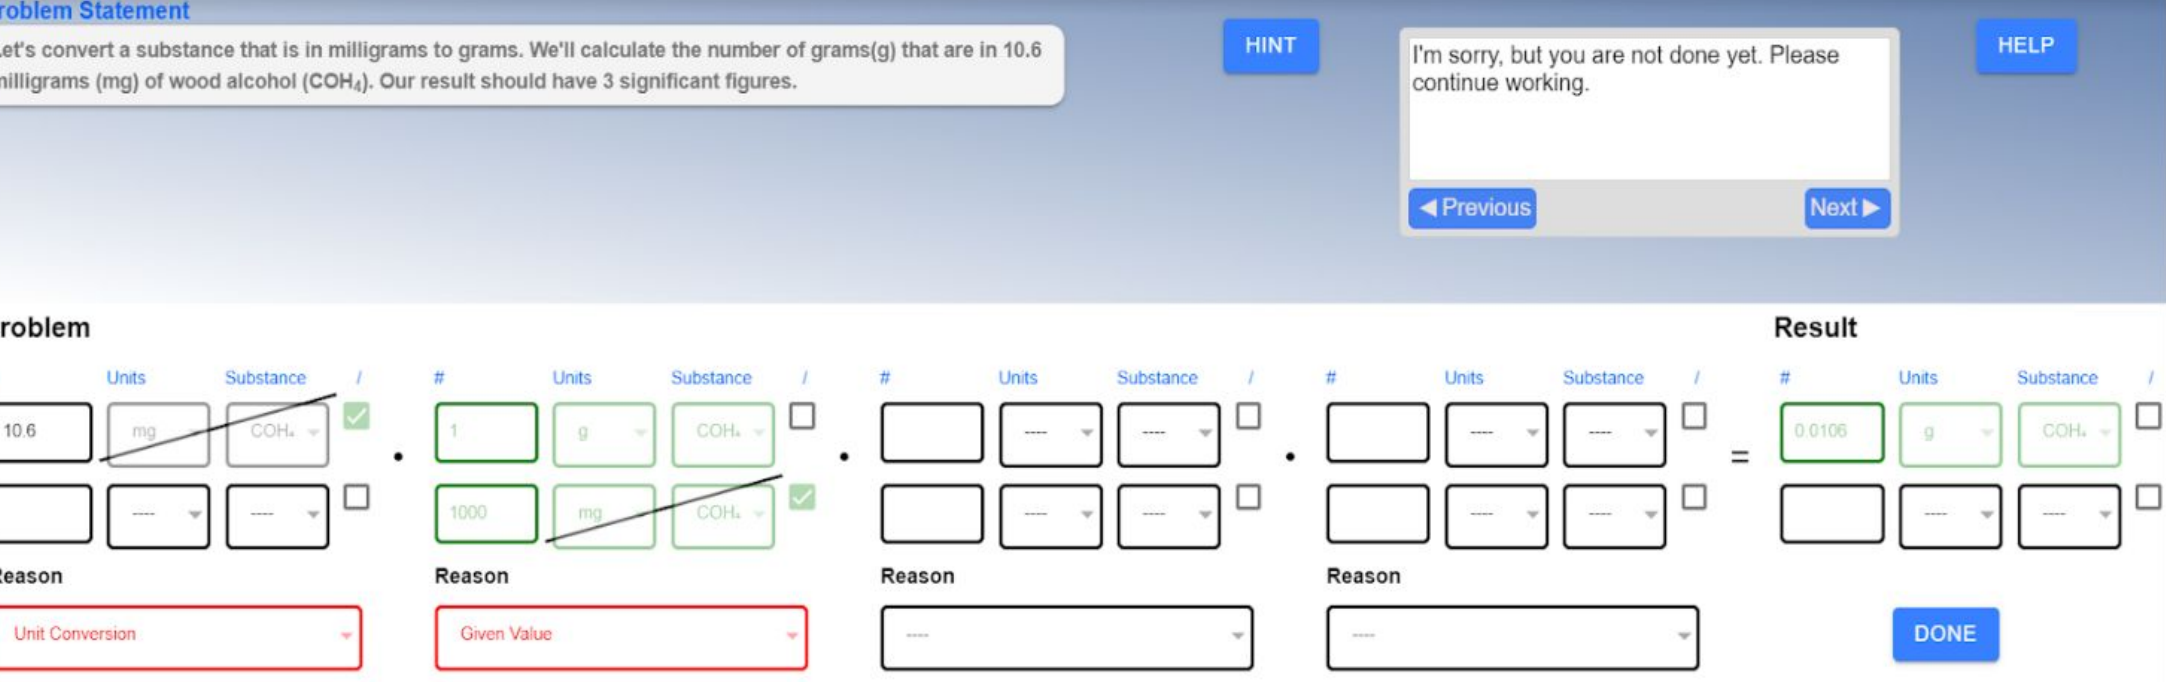 roblem Statement
et's convert a substance that is in milligrams to grams. We'll calculate the number of grams(g) that are in 10.6
illigrams (mg) of wood alcohol (COH₄). Our result should have 3 significant figures.
HINT
I'm sorry, but you are not done yet. Please
continue working.
◀ Previous
Next ▶
HELP
roblem
Result
Units Substance / # Units Substance / # Units Substance / # Units Substance / # Units Substance /
10.6 mg COH₄ 1 g COH₄ ---- ---- ---- ---- 0.0106 g COH₄
• • • =
---- ---- 1000 mg COH₄ ---- ---- ---- ---- ---- ----
eason Reason Reason Reason
Unit Conversion Given Value ---- ----
DONE